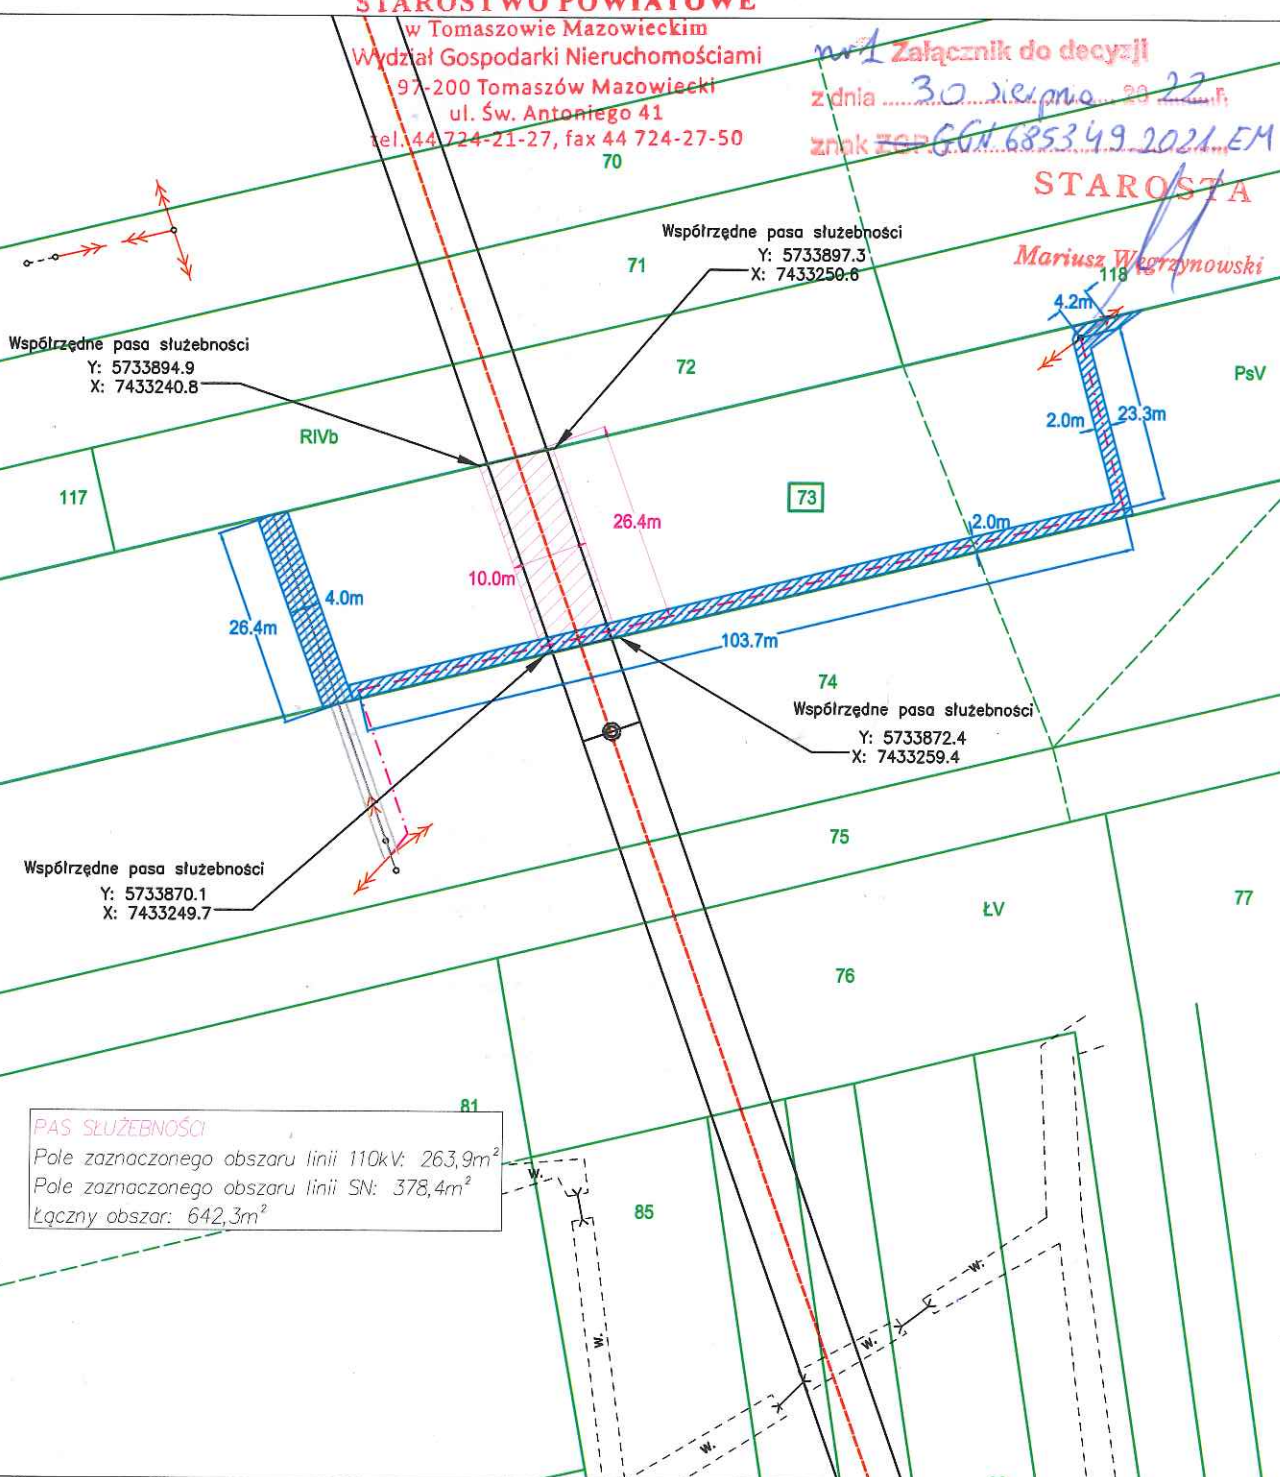 STAROSTWO POWIATOWE
w Tomaszowie Mazowieckim
Wydział Gospodarki Nieruchomościami
97-200 Tomaszów Mazowiecki
ul. Św. Antoniego 41
tel. 44 724-21-27, fax 44 724-27-50
nr 1 Załącznik do decyzji
z dnia 30 sierpnia 20 22 r.
znak GGN 6853 49 2021 EM
STAROSTA
Mariusz Węgrzynowski
70
71
118
Współrzędne pasa służebności
Y: 5733897.3
X: 7433250.6
4.2m
Współrzędne pasa służebności
Y: 5733894.9
X: 7433240.8
72
PsV
RIVb
2.0m
23.3m
117
73
26.4m
2.0m
10.0m
4.0m
26.4m
103.7m
74
Współrzędne pasa służebności
Y: 5733872.4
X: 7433259.4
75
Współrzędne pasa służebności
Y: 5733870.1
X: 7433249.7
ŁV
77
76
81
PAS SŁUŻEBNOŚCI
Pole zaznaczonego obszaru linii 110kV: 263,9m²
Pole zaznaczonego obszaru linii SN: 378,4m²
Łączny obszar: 642,3m²
w.
85
w.
w.
w.
w.